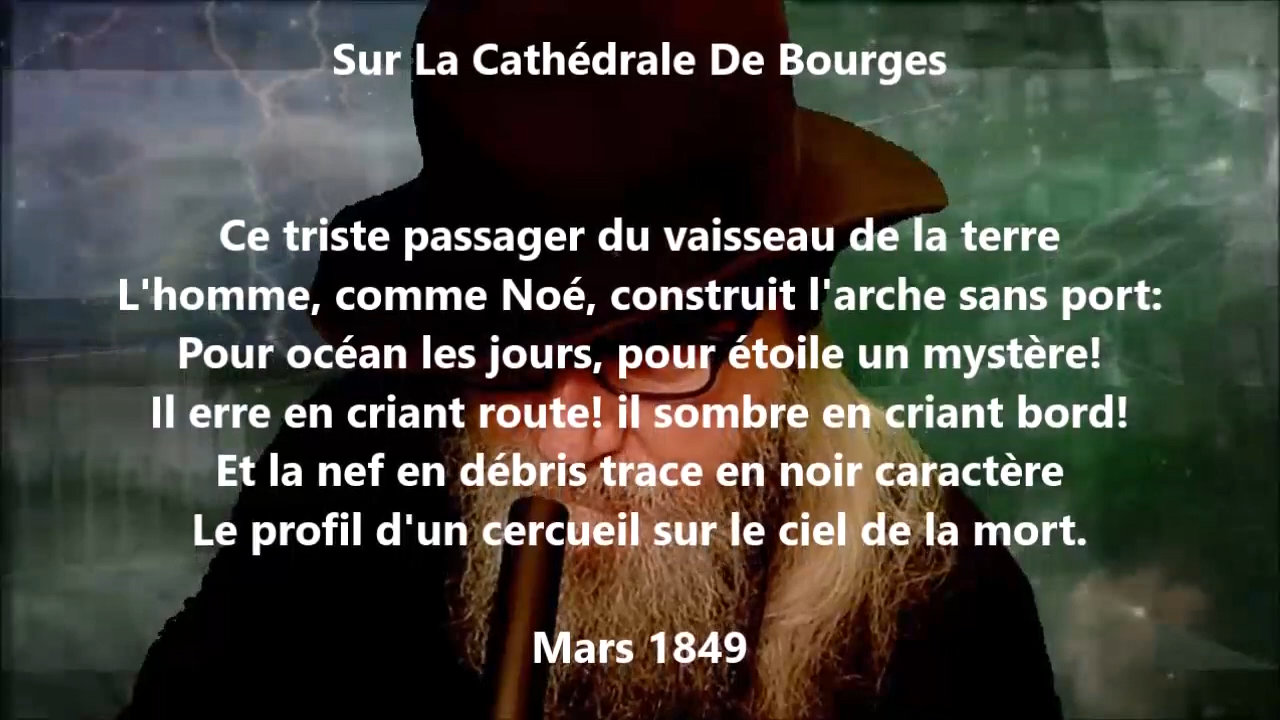 Sur La Cathédrale De Bourges
Ce triste passager du vaisseau de la terre
L'homme, comme Noé, construit l'arche sans port:
Pour océan les jours, pour étoile un mystère!
Il erre en criant route! il sombre en criant bord!
Et la nef en débris trace en noir caractère
Le profil d'un cercueil sur le ciel de la mort.
Mars 1849